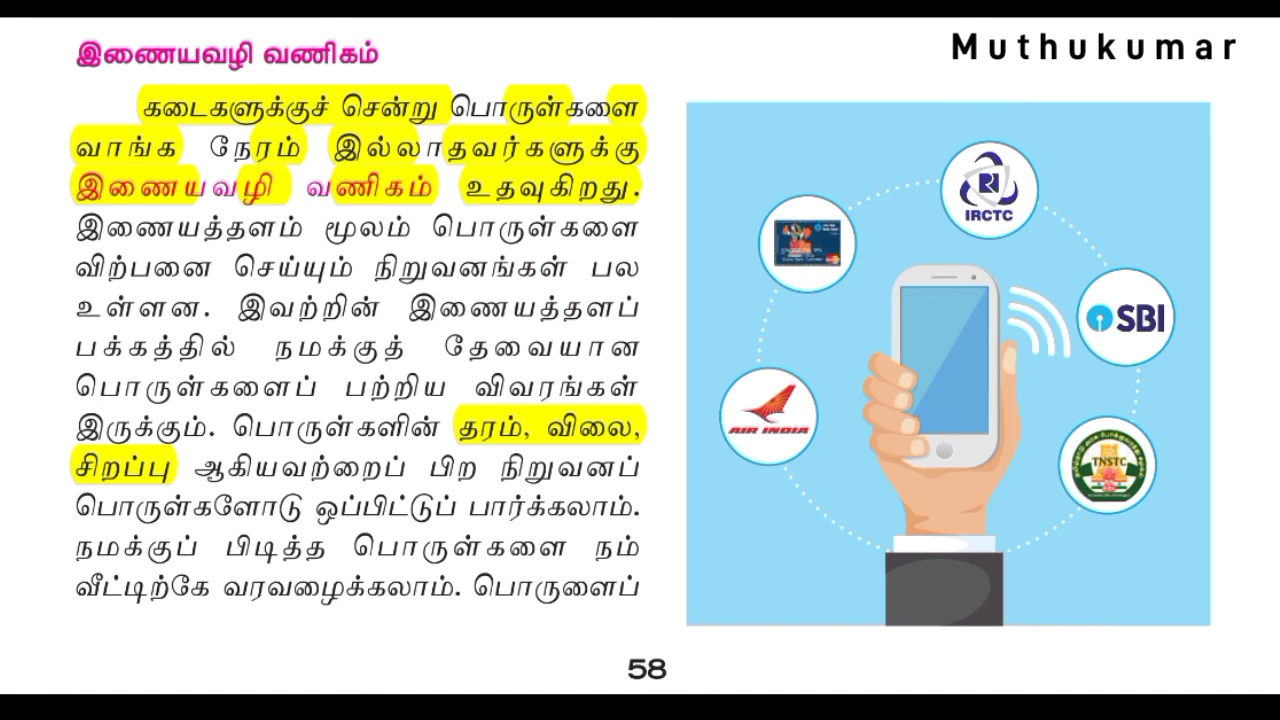 இணையவழி வணிகம்
Muthukumar
கடைகளுக்குச் சென்று பொருள்களை
வாங்க நேரம் இல்லாதவர்களுக்கு
இணையவழி வணிகம் உதவுகிறது.
இணையத்தளம் மூலம் பொருள்களை
விற்பனை செய்யும் நிறுவனங்கள் பல
உள்ளன. இவற்றின் இணையத்தளப்
பக்கத்தில் நமக்குத் தேவையான
பொருள்களைப் பற்றிய விவரங்கள்
இருக்கும். பொருள்களின் தரம், விலை,
சிறப்பு ஆகியவற்றைப் பிற நிறுவனப்
பொருள்களோடு ஒப்பிட்டுப் பார்க்கலாம்.
நமக்குப் பிடித்த பொருள்களை நம்
வீட்டிற்கே வரவழைக்கலாம். பொருளைப்
IRCTC
SBI
AIR INDIA
TNSTC
58